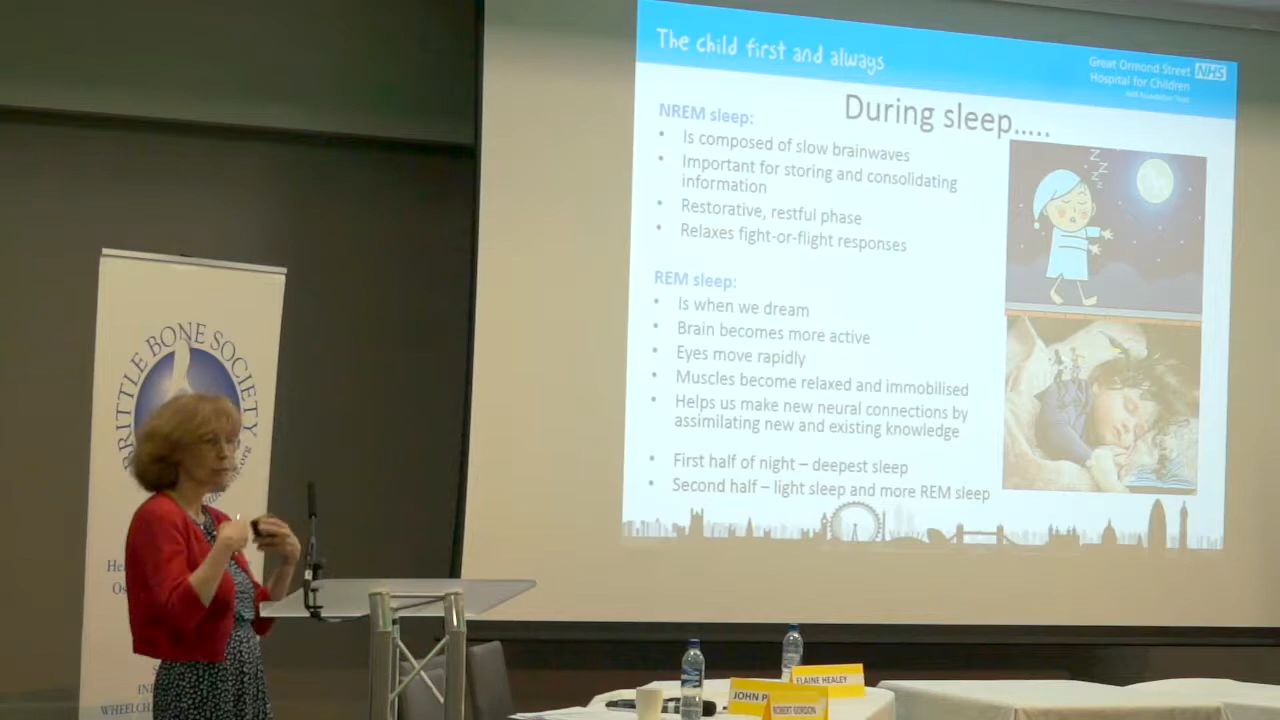 The child first and always
Great Ormond Street NHS
Hospital for Children
NHS Foundation Trust
During sleep.....
NREM sleep:
• Is composed of slow brainwaves
• Important for storing and consolidating
information
• Restorative, restful phase
• Relaxes fight-or-flight responses
REM sleep:
• Is when we dream
• Brain becomes more active
• Eyes move rapidly
• Muscles become relaxed and immobilised
• Helps us make new neural connections by
assimilating new and existing knowledge
• First half of night – deepest sleep
• Second half – light sleep and more REM sleep
Z Z Z Z
BRITTLE BONE SOCIETY
.org
WHEELCH
ELAINE HEALEY
JOHN P
ROBERT GORDON